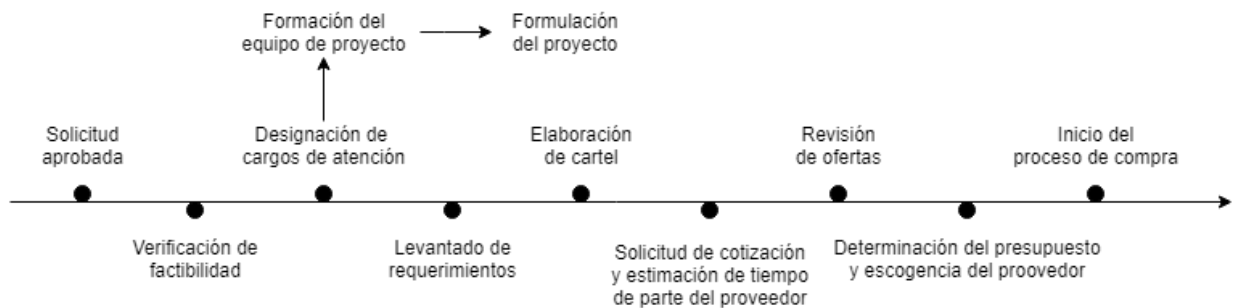 Formación del
equipo de proyecto
Formulación
del proyecto
Solicitud
aprobada
Designación de
cargos de atención
Elaboración
de cartel
Revisión
de ofertas
Inicio del
proceso de compra
Verificación de
factibilidad
Levantado de
requerimientos
Solicitud de cotización
y estimación de tiempo
de parte del proveedor
Determinación del presupuesto
y escogencia del proovedor